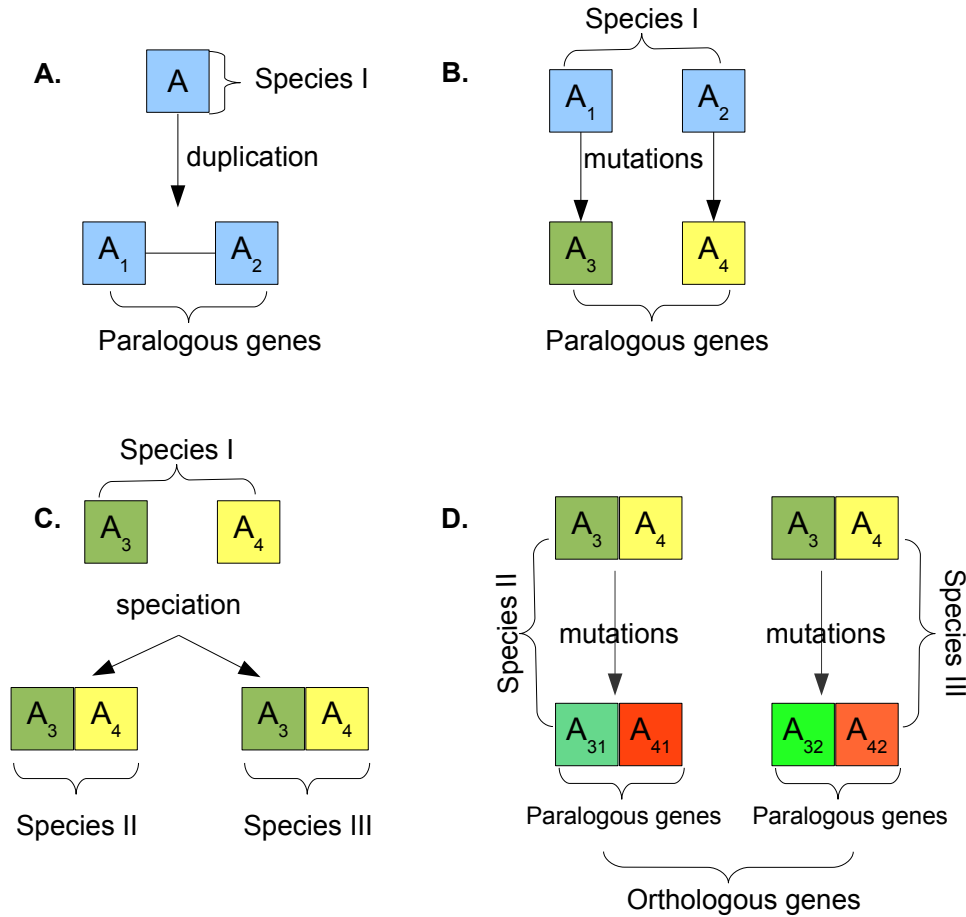 A.
A
Species I
duplication
A₁
A₂
Paralogous genes
B.
Species I
A₁
A₂
mutations
A₃
A₄
Paralogous genes
C.
Species I
A₃
A₄
speciation
A₃
A₄
A₃
A₄
Species II
Species III
D.
A₃
A₄
A₃
A₄
Species II
mutations
mutations
Species III
A₃₁
A₄₁
A₃₂
A₄₂
Paralogous genes
Paralogous genes
Orthologous genes